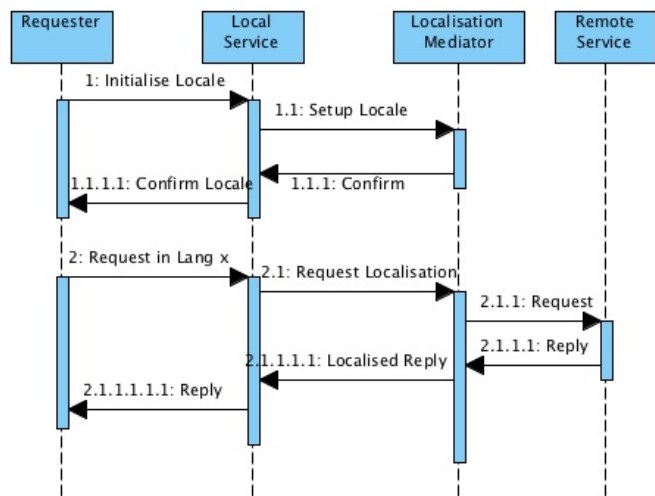 Requester
Local
Service
Localisation
Mediator
Remote
Service
1: Initialise Locale
1.1: Setup Locale
1.1.1.1: Confirm Locale
1.1.1: Confirm
2: Request in Lang x
2.1: Request Localisation
2.1.1: Request
2.1.1.1: Reply
2.1.1.1.1: Localised Reply
2.1.1.1.1.1: Reply